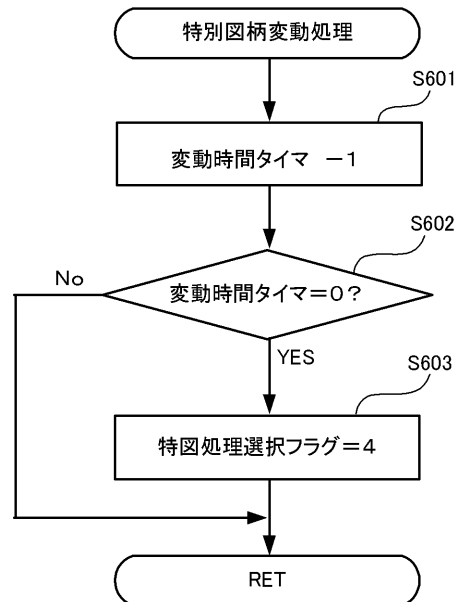 特別図柄変動処理
S601
変動時間タイマ －1
S602
No
変動時間タイマ＝0？
YES
S603
特図処理選択フラグ＝4
RET